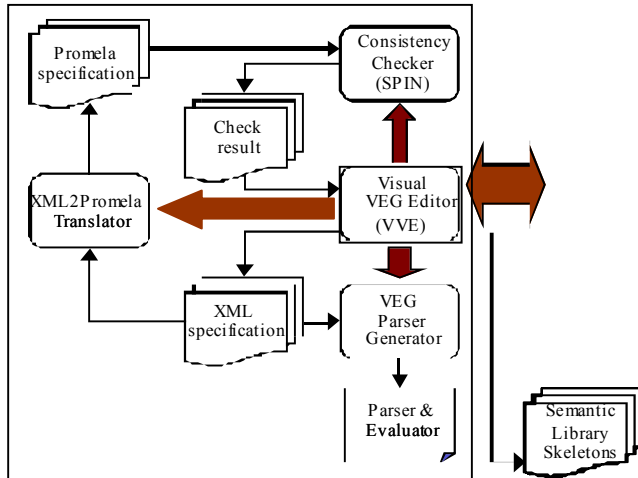 Promela
specification
Consistency
Checker
(SPIN)
Check
result
XML2Promela
Translator
Visual
VEG Editor
(VVE)
XML
specification
VEG
Parser
Generator
Parser &
Evaluator
Semantic
Library
Skeletons